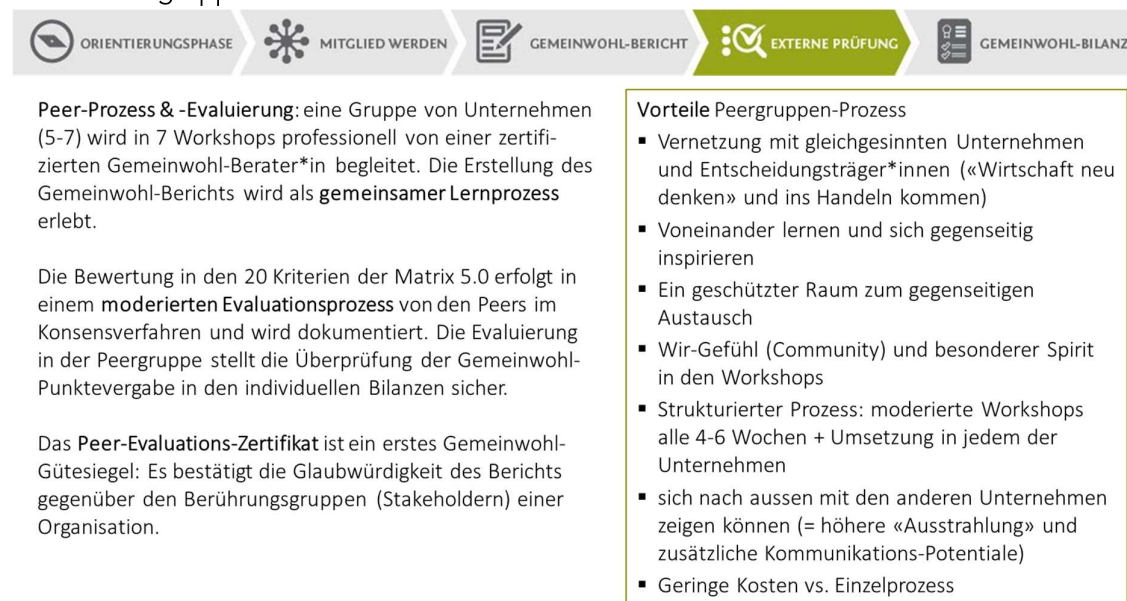 ORIENTIERUNGSPHASE
MITGLIED WERDEN
GEMEINWOHL-BERICHT
EXTERNE PRÜFUNG
GEMEINWOHL-BILANZ
Peer-Prozess & -Evaluierung: eine Gruppe von Unternehmen
(5-7) wird in 7 Workshops professionell von einer zertifi-
zierten Gemeinwohl-Berater*in begleitet. Die Erstellung des
Gemeinwohl-Berichts wird als gemeinsamer Lernprozess
erlebt.
Die Bewertung in den 20 Kriterien der Matrix 5.0 erfolgt in
einem moderierten Evaluationsprozess von den Peers im
Konsensverfahren und wird dokumentiert. Die Evaluierung
in der Peergruppe stellt die Überprüfung der Gemeinwohl-
Punktevergabe in den individuellen Bilanzen sicher.
Das Peer-Evaluations-Zertifikat ist ein erstes Gemeinwohl-
Gütesiegel: Es bestätigt die Glaubwürdigkeit des Berichts
gegenüber den Berührungsgruppen (Stakeholdern) einer
Organisation.
Vorteile Peergruppen-Prozess
▪ Vernetzung mit gleichgesinnten Unternehmen
und Entscheidungsträger*innen («Wirtschaft neu
denken» und ins Handeln kommen)
▪ Voneinander lernen und sich gegenseitig
inspirieren
▪ Ein geschützter Raum zum gegenseitigen
Austausch
▪ Wir-Gefühl (Community) und besonderer Spirit
in den Workshops
▪ Strukturierter Prozess: moderierte Workshops
alle 4-6 Wochen + Umsetzung in jedem der
Unternehmen
▪ sich nach aussen mit den anderen Unternehmen
zeigen können (= höhere «Ausstrahlung» und
zusätzliche Kommunikations-Potentiale)
▪ Geringe Kosten vs. Einzelprozess